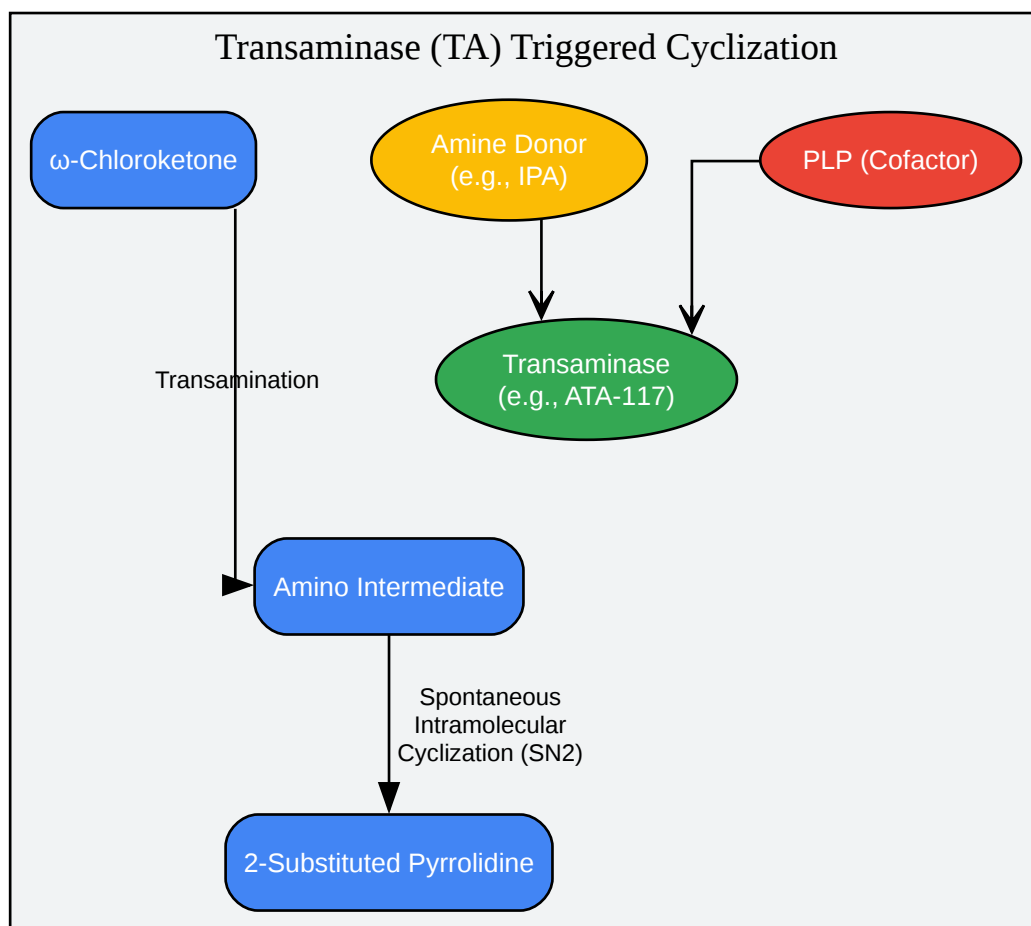 Transaminase (TA) Triggered Cyclization
ω-Chloroketone
Amine Donor
(e.g., IPA)
PLP (Cofactor)
Transamination
Transaminase
(e.g., ATA-117)
Amino Intermediate
Spontaneous
Intramolecular
Cyclization (SN2)
2-Substituted Pyrrolidine